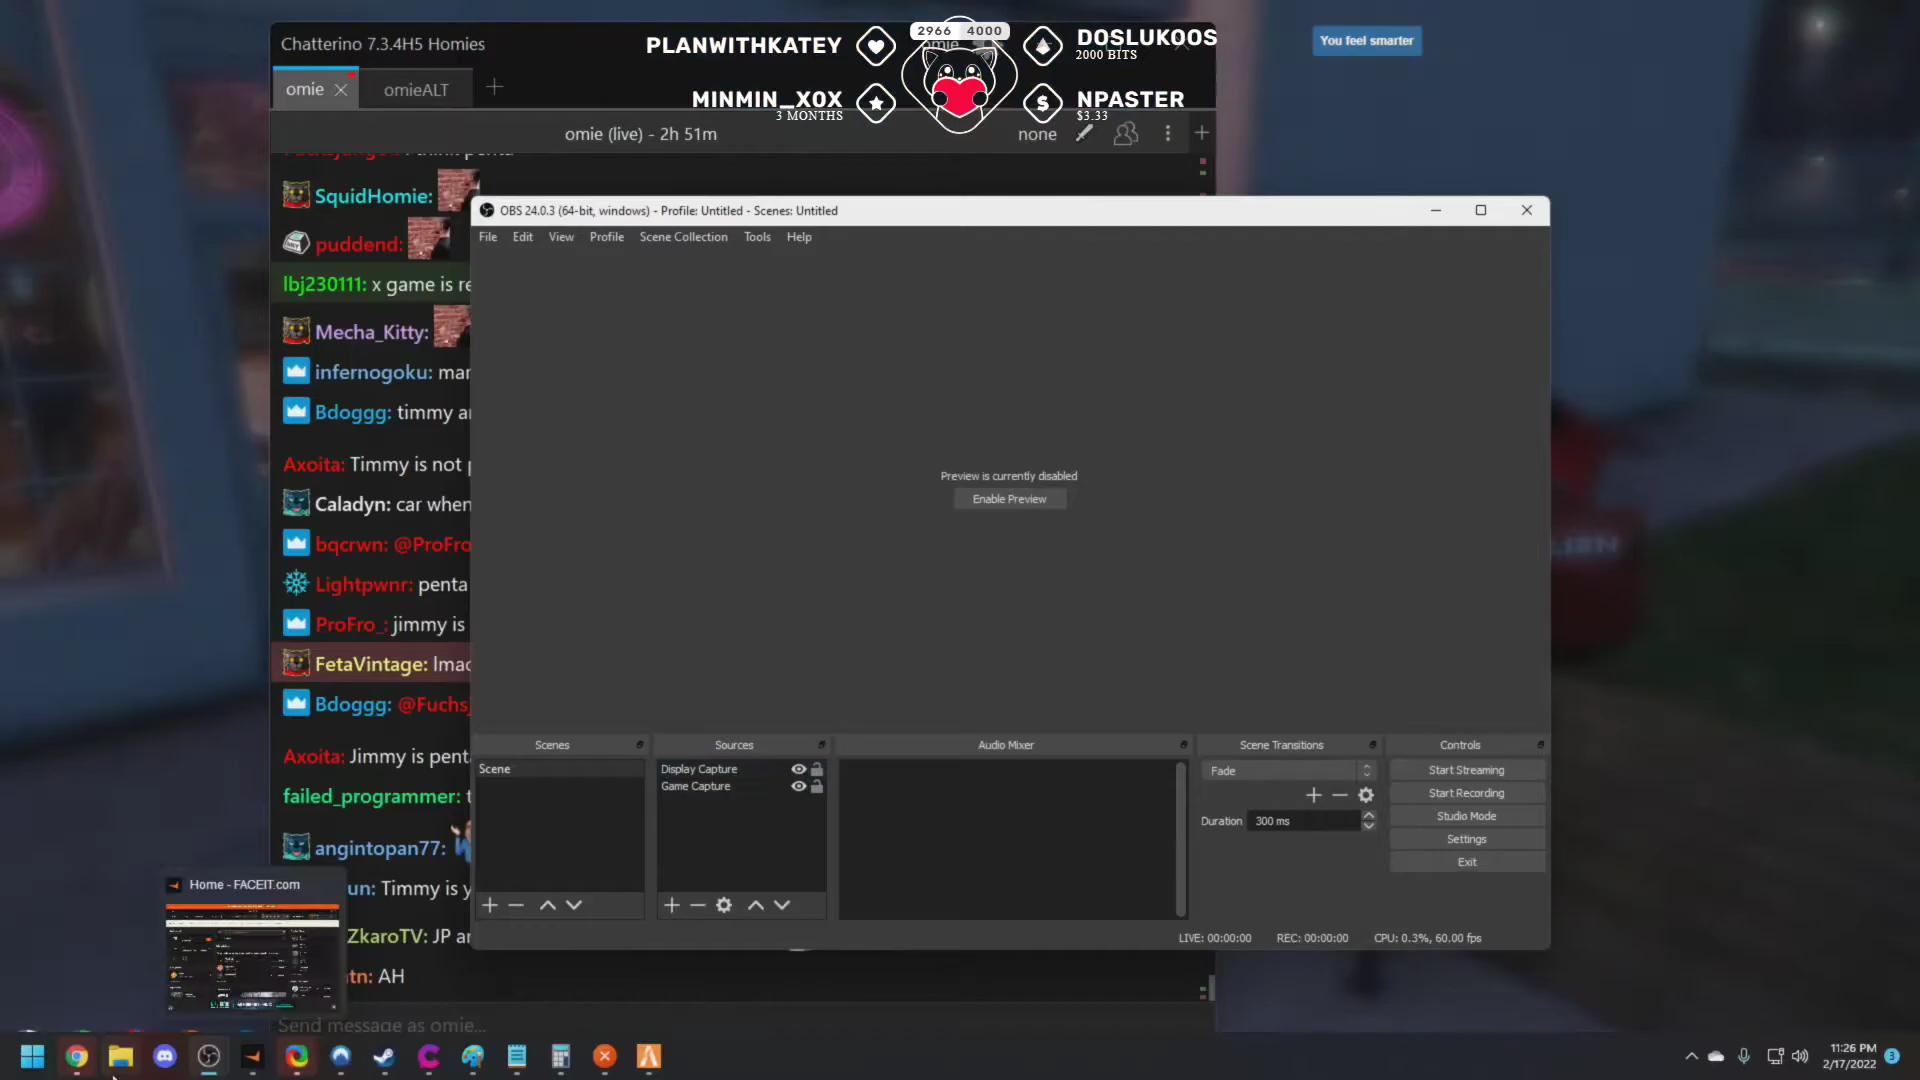 Chatterino 7.3.4H5 Homies
PLANWITHKATEY
2966 4000
DOSLUKOOS
2000 BITS
You feel smarter
omie
omieALT
MINMIN_X0X
3 MONTHS
NPASTER
$3.33
omie (live) - 2h 51m
none
SquidHomie:
puddend:
lbj230111: x game is re
Mecha_Kitty:
infernogoku: mar
Bdoggg: timmy a
Axoita: Timmy is not
Caladyn: car when
bqcrwn: @ProFro
Lightpwnr: penta
ProFro_: jimmy is
FetaVintage: lmao
Bdoggg: @Fuchsj
Axoita: Jimmy is pent
failed_programmer: t
angintopan77:
un: Timmy is y
ZkaroTV: JP a
tn: AH
Send message as omie...
OBS 24.0.3 (64-bit, windows) - Profile: Untitled - Scenes: Untitled
File Edit View Profile Scene Collection Tools Help
Preview is currently disabled
Enable Preview
Scenes
Sources
Audio Mixer
Scene Transitions
Controls
Scene
Display Capture
Game Capture
Fade
Duration 300 ms
Start Streaming
Start Recording
Studio Mode
Settings
Exit
LIVE: 00:00:00 REC: 00:00:00 CPU: 0.3%, 60.00 fps
Home - FACEIT.com
11:26 PM
2/17/2022
3